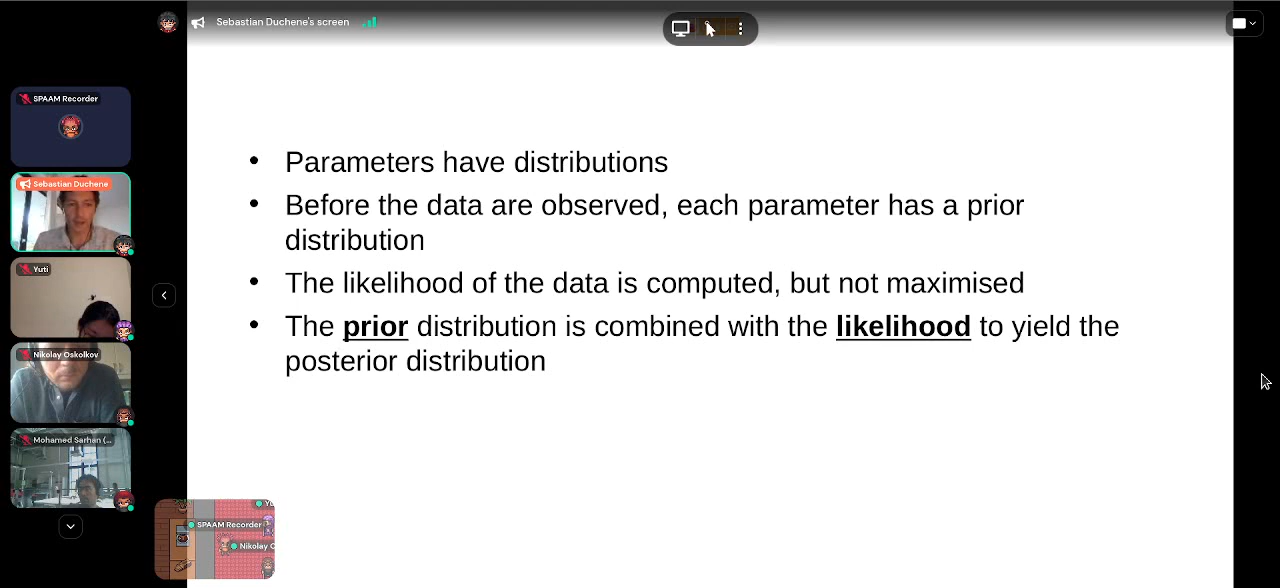 Sebastian Duchene's screen
SPAAM Recorder
Sebastian Duchene
Yuti
Nikolay Oskolkov
Mohamed Sarhan (...
• Parameters have distributions
• Before the data are observed, each parameter has a prior
distribution
• The likelihood of the data is computed, but not maximised
• The prior distribution is combined with the likelihood to yield the
posterior distribution
SPAAM Recorder
Nikolay O